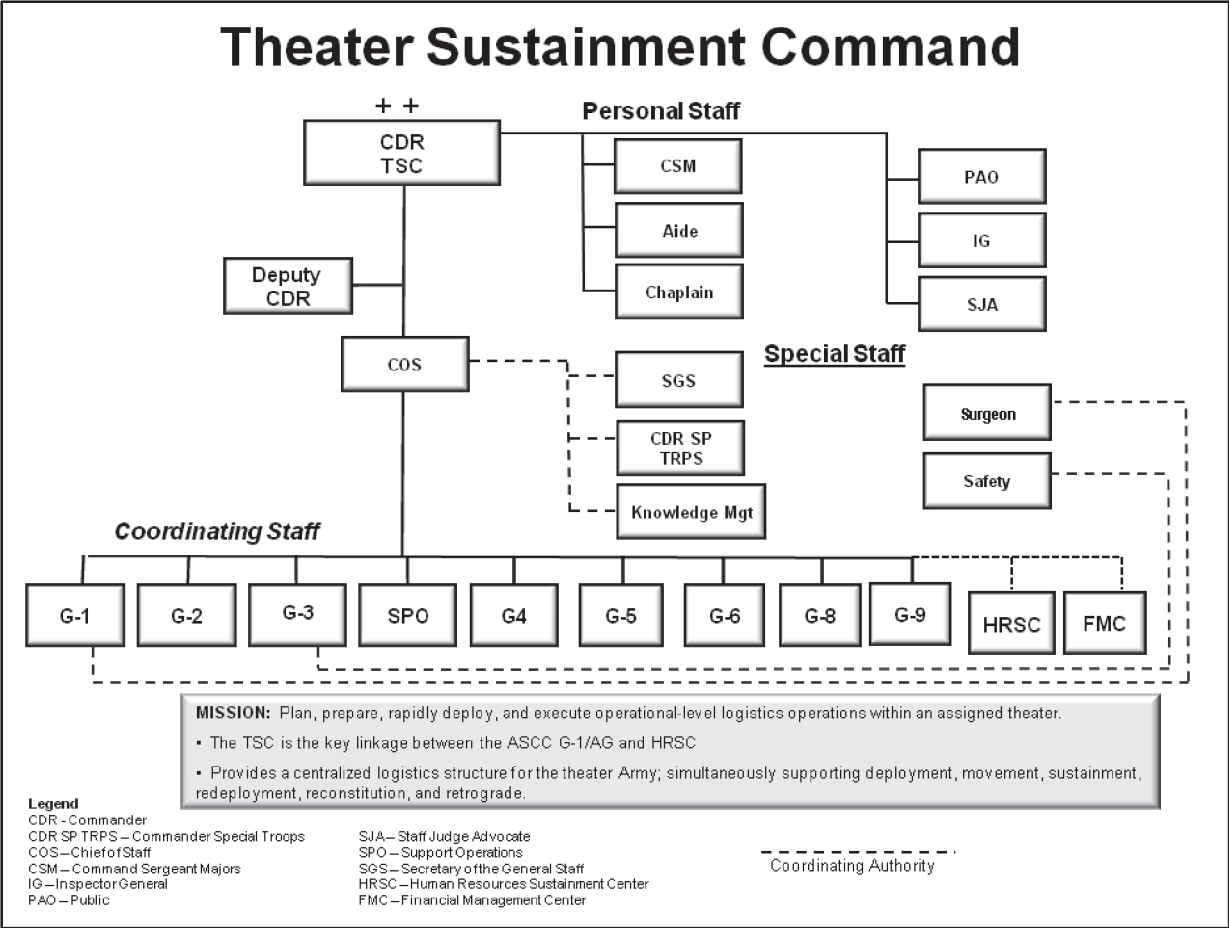 Theater Sustainment Command
+ +
CDR
TSC
Personal Staff
CSM
Aide
Chaplain
PAO
IG
SJA
Deputy
CDR
COS
Special Staff
SGS
CDR SP
TRPS
Knowledge Mgt
Surgeon
Safety
Coordinating Staff
G-1
G-2
G-3
SPO
G4
G-5
G-6
G-8
G-9
HRSC
FMC
MISSION: Plan, prepare, rapidly deploy, and execute operational-level logistics operations within an assigned theater.
▪ The TSC is the key linkage between the ASCC G-1/AG and HRSC
▪ Provides a centralized logistics structure for the theater Army; simultaneously supporting deployment, movement, sustainment,
redeployment, reconstitution, and retrograde.
Legend
CDR - Commander
CDR SP TRPS – Commander Special Troops
COS – Chief of Staff
CSM – Command Sergeant Majors
IG – Inspector General
PAO – Public
SJA – Staff Judge Advocate
SPO – Support Operations
SGS – Secretary of the General Staff
HRSC – Human Resources Sustainment Center
FMC – Financial Management Center
Coordinating Authority